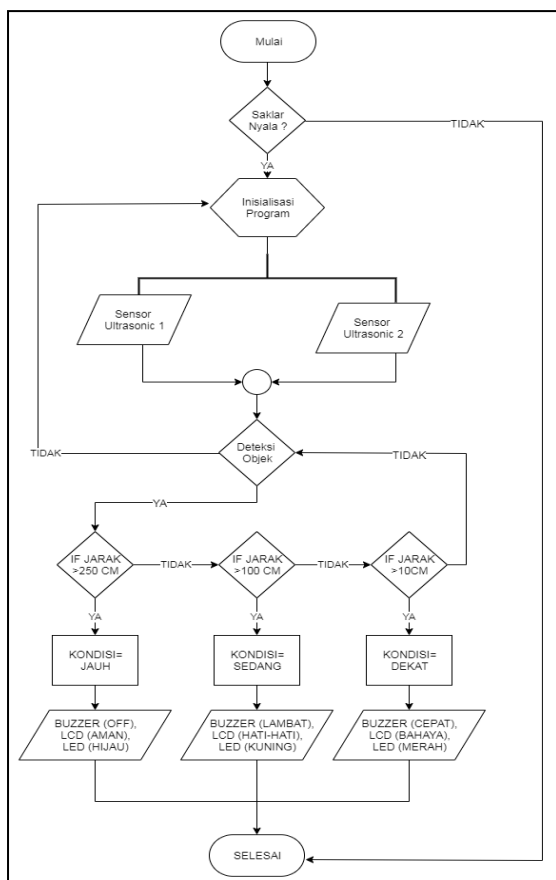 Mulai
Saklar
Nyala ?
TIDAK
YA
Inisialisasi
Program
Sensor
Ultrasonic 1
Sensor
Ultrasonic 2
Deteksi
Objek
TIDAK
TIDAK
YA
IF JARAK
>250 CM
TIDAK
IF JARAK
>100 CM
TIDAK
IF JARAK
>10CM
YA
YA
YA
KONDISI=
JAUH
KONDISI=
SEDANG
KONDISI=
DEKAT
BUZZER (OFF),
LCD (AMAN),
LED (HIJAU)
BUZZER (LAMBAT),
LCD (HATI-HATI),
LED (KUNING)
BUZZER (CEPAT),
LCD (BAHAYA),
LED (MERAH)
SELESAI